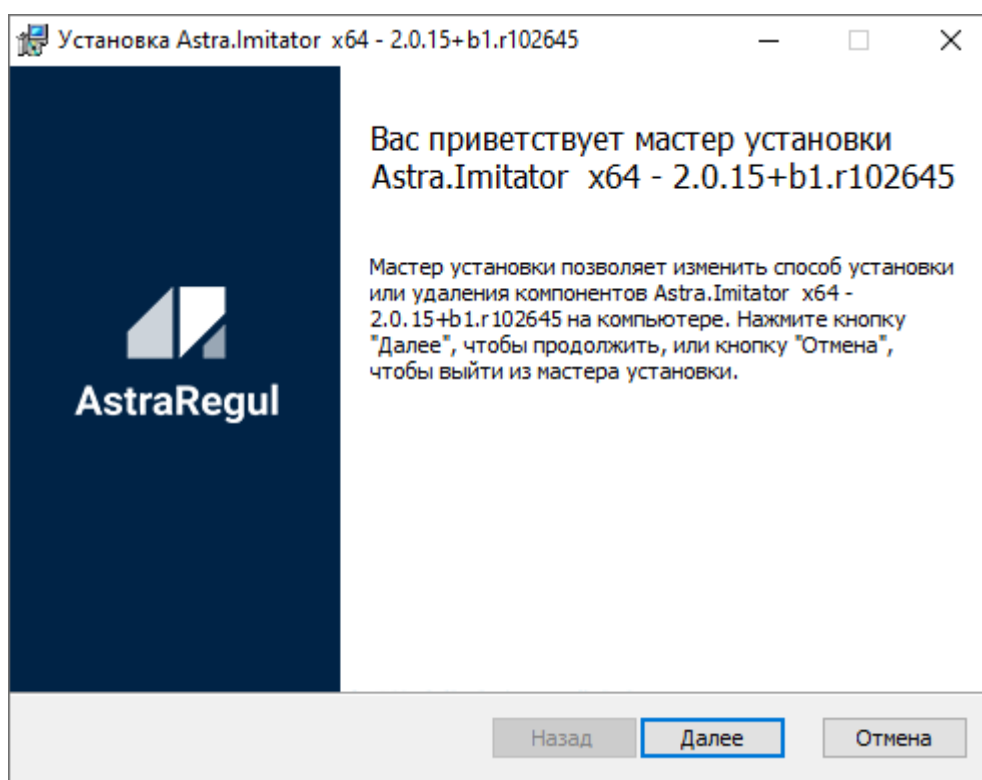 Установка Astra.Imitator x64 - 2.0.15+b1.r102645
Вас приветствует мастер установки
Astra.Imitator x64 - 2.0.15+b1.r102645
Мастер установки позволяет изменить способ установки
или удаления компонентов Astra.Imitator x64 -
2.0.15+b1.r102645 на компьютере. Нажмите кнопку
"Далее", чтобы продолжить, или кнопку "Отмена",
чтобы выйти из мастера установки.
AstraRegul
Назад
Далее
Отмена